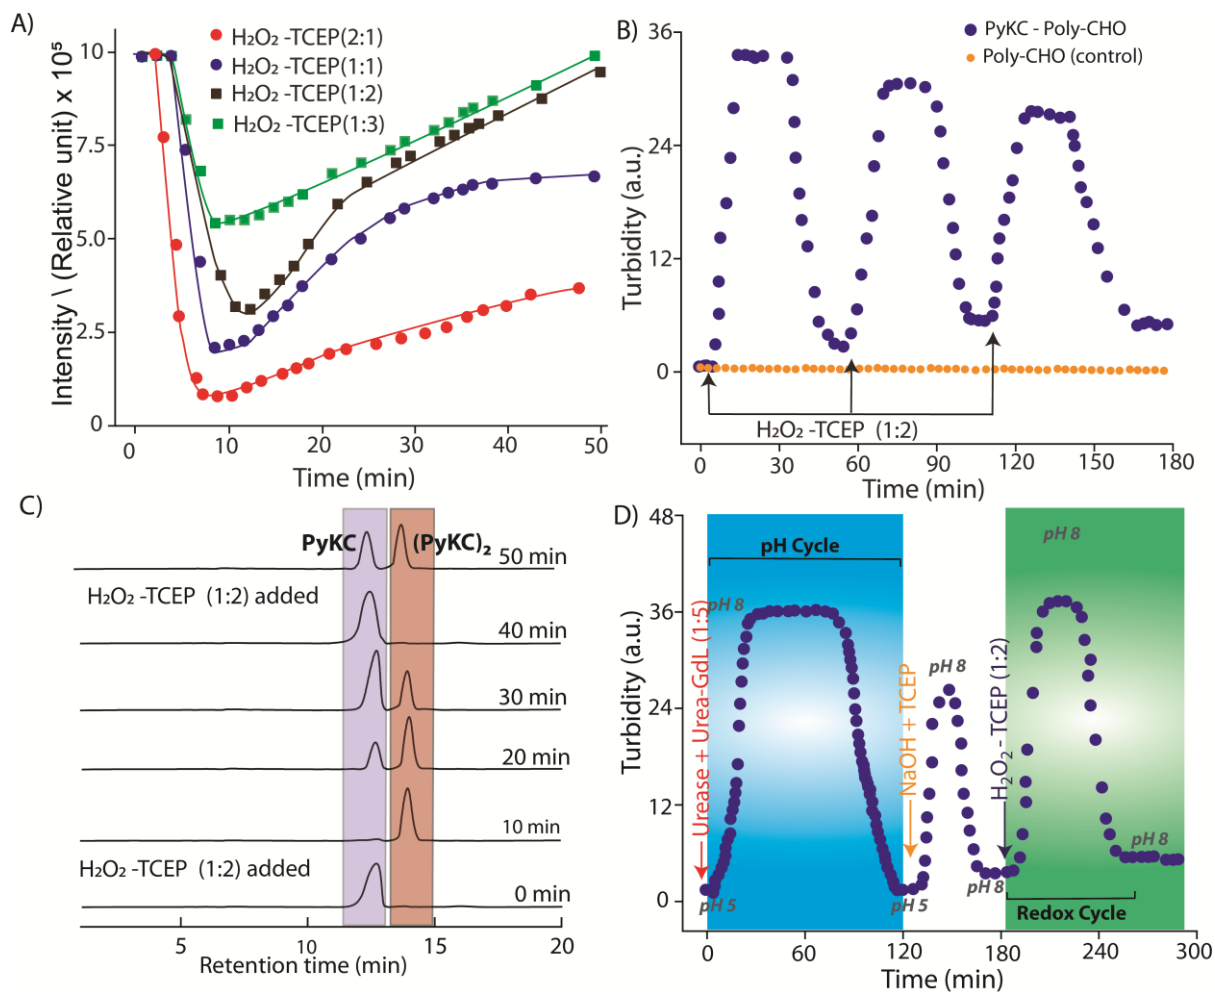 A)
H₂O₂ -TCEP(2:1)
H₂O₂ -TCEP(1:1)
H₂O₂ -TCEP(1:2)
H₂O₂ -TCEP(1:3)
Intensity \ (Relative unit) x 10⁵
10
7.5
5.0
2.5
0
0 10 20 30 40 50
Time (min)
B)
PyKC - Poly-CHO
Poly-CHO (control)
Turbidity (a.u.)
36
24
12
0
H₂O₂ -TCEP (1:2)
0 30 60 90 120 150 180
Time (min)
C)
PyKC (PyKC)₂
50 min
H₂O₂ -TCEP (1:2) added
40 min
30 min
20 min
10 min
H₂O₂ -TCEP (1:2) added
0 min
5 10 15 20
Retention time (min)
D)
Turbidity (a.u.)
48
36
24
12
0
pH Cycle
pH 8
Urease + Urea-GdL (1:5)
pH 5
NaOH + TCEP
pH 5
pH 8
pH 8
H₂O₂ - TCEP (1:2)
pH 8
pH 8
Redox Cycle
0 60 120 180 240 300
Time (min)